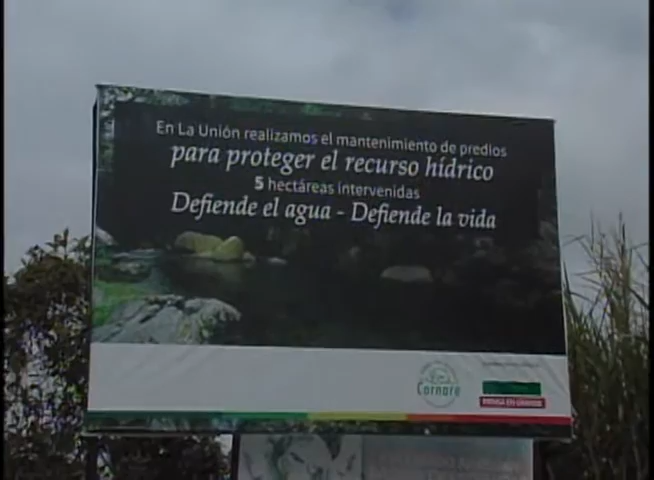 En La Unión realizamos el mantenimiento de predios
para proteger el recurso hídrico
5 hectáreas intervenidas
Defiende el agua - Defiende la vida
Cornare